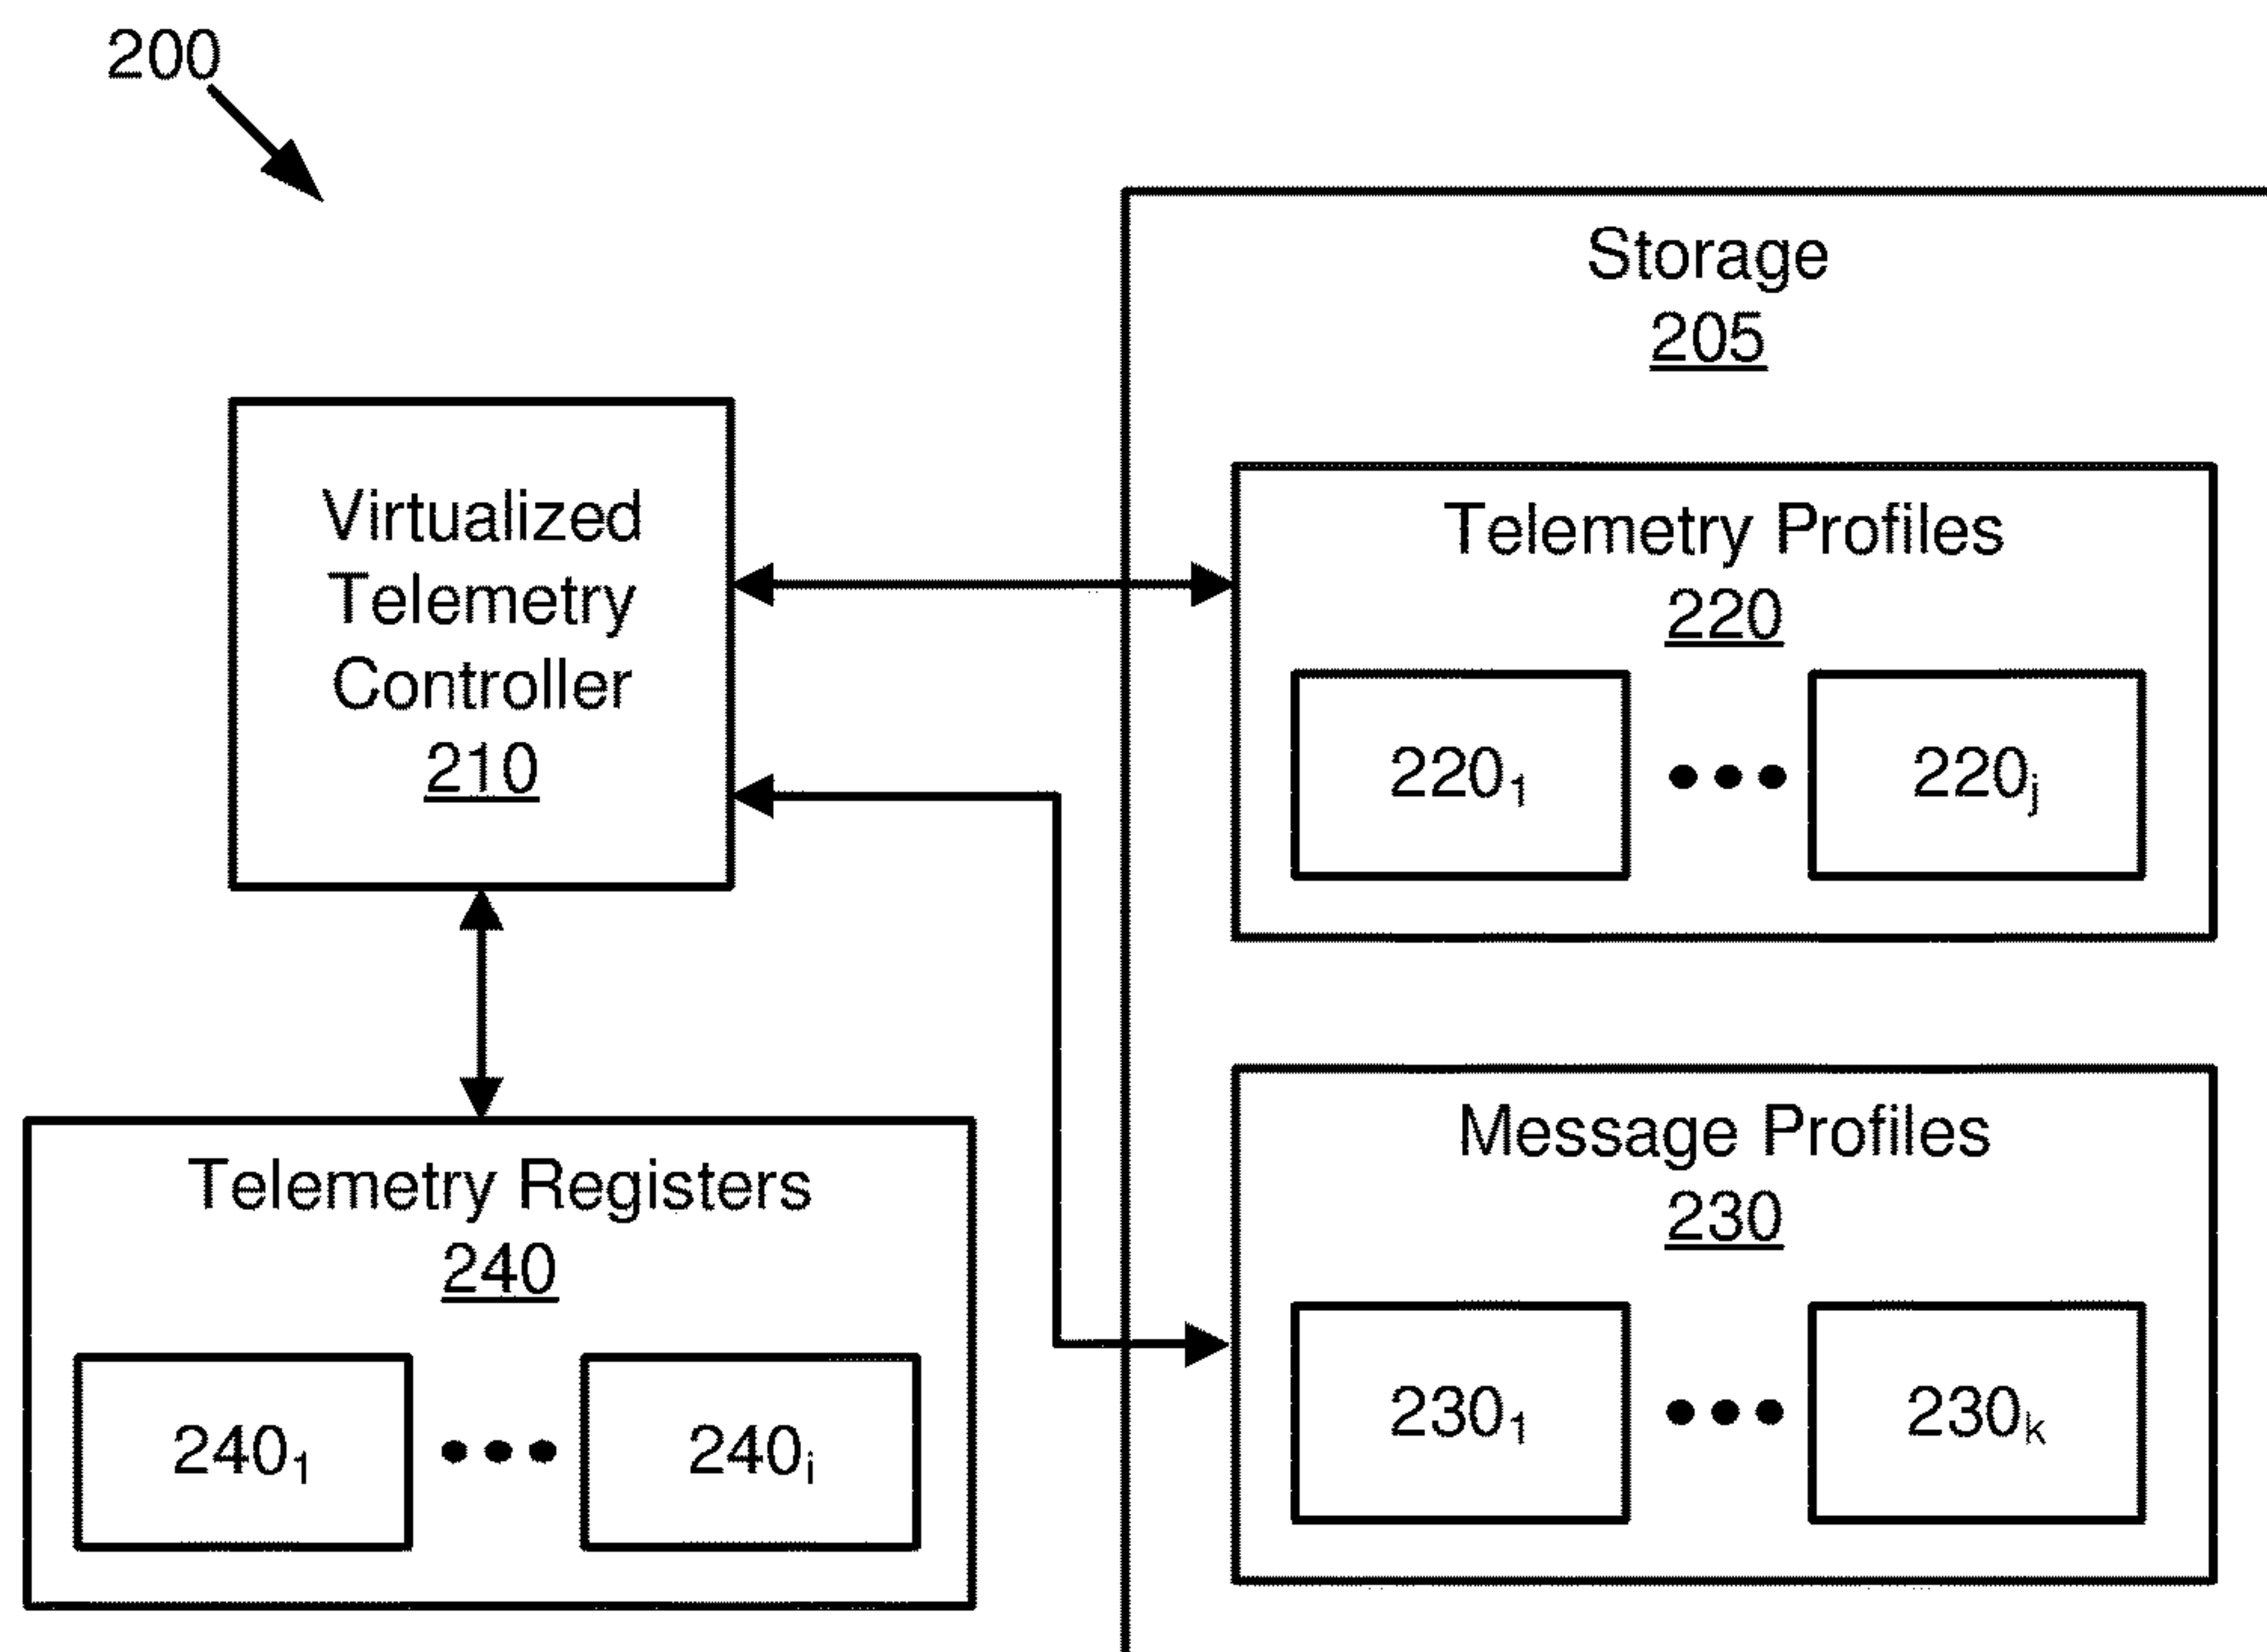 200
Storage
205
Virtualized
Telemetry
Controller
210
Telemetry Profiles
220
220₁ ••• 220ⱼ
Telemetry Registers
240
240₁ ••• 240ᵢ
Message Profiles
230
230₁ ••• 230ₖ